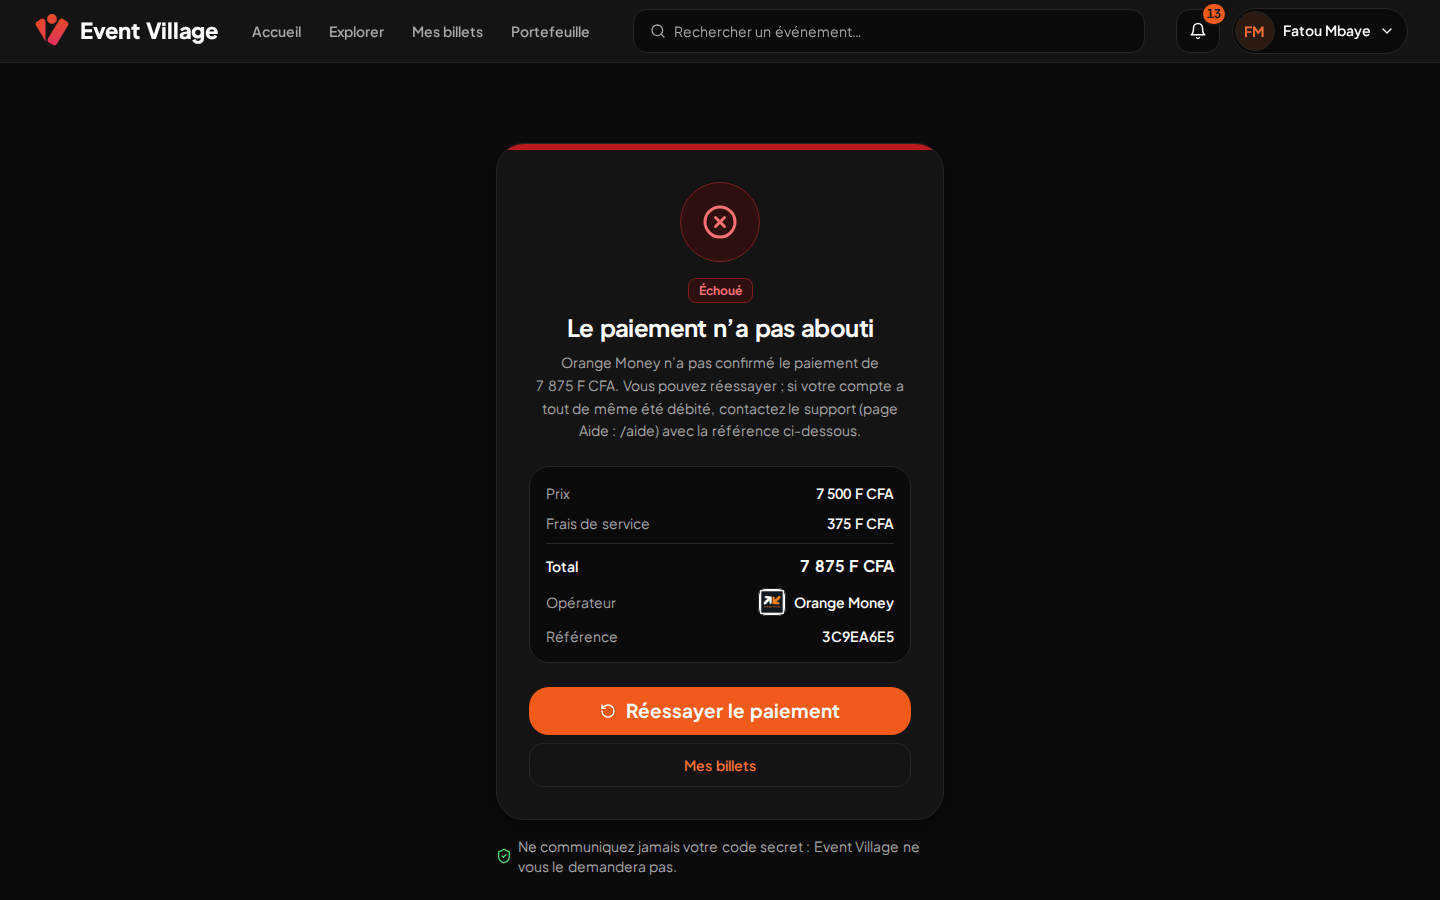 Event Village
Accueil
Explorer
Mes billets
Portefeuille
Rechercher un événement…
13
FM
Fatou Mbaye
Échoué
Le paiement n’a pas abouti
Orange Money n’a pas confirmé le paiement de
7 875 F CFA. Vous pouvez réessayer ; si votre compte a
tout de même été débité, contactez le support (page
Aide : /aide) avec la référence ci-dessous.
Prix
7 500 F CFA
Frais de service
375 F CFA
Total
7 875 F CFA
Opérateur
Orange Money
Référence
3C9EA6E5
Réessayer le paiement
Mes billets
Ne communiquez jamais votre code secret : Event Village ne
vous le demandera pas.